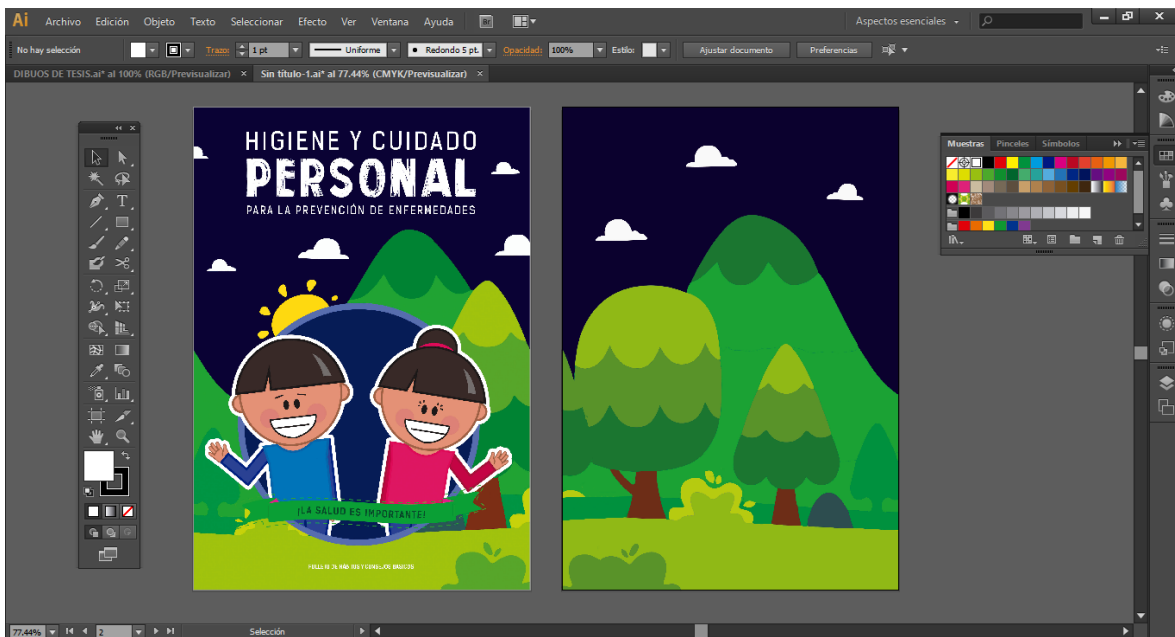 Ai Archivo Edición Objeto Texto Seleccionar Efecto Ver Ventana Ayuda Br Aspectos esenciales
No hay selección Trazo: 1 pt Uniforme Redondo 5 pt. Opacidad: 100% Estilo: Ajustar documento Preferencias
DIBUOS DE TESIS.ai* al 100% (RGB/Previsualizar) × Sin título-1.ai* al 77.44% (CMYK/Previsualizar) ×
HIGIENE Y CUIDADO
PERSONAL
PARA LA PREVENCIÓN DE ENFERMEDADES
¡LA SALUD ES IMPORTANTE!
Muestras Pinceles Símbolos
77.44% 2 Selección